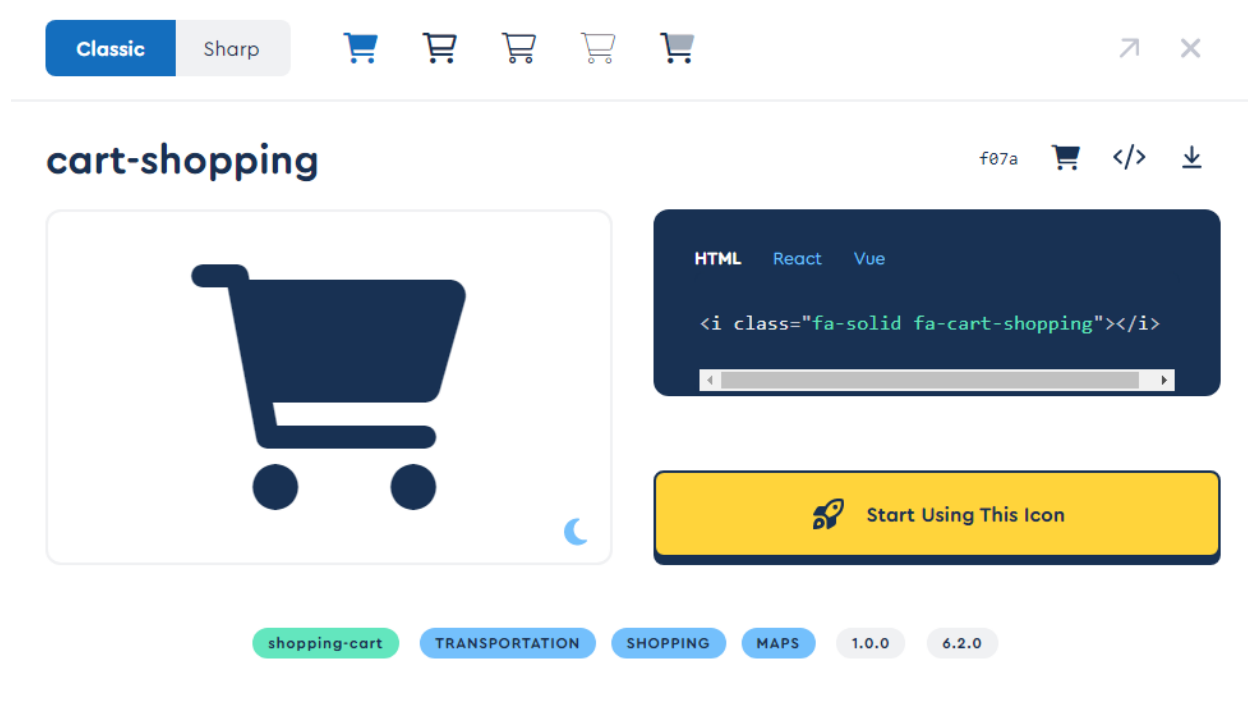 Classic Sharp
cart-shopping
f07a </>
HTML React Vue
<i class="fa-solid fa-cart-shopping"></i>
Start Using This Icon
shopping-cart TRANSPORTATION SHOPPING MAPS 1.0.0 6.2.0